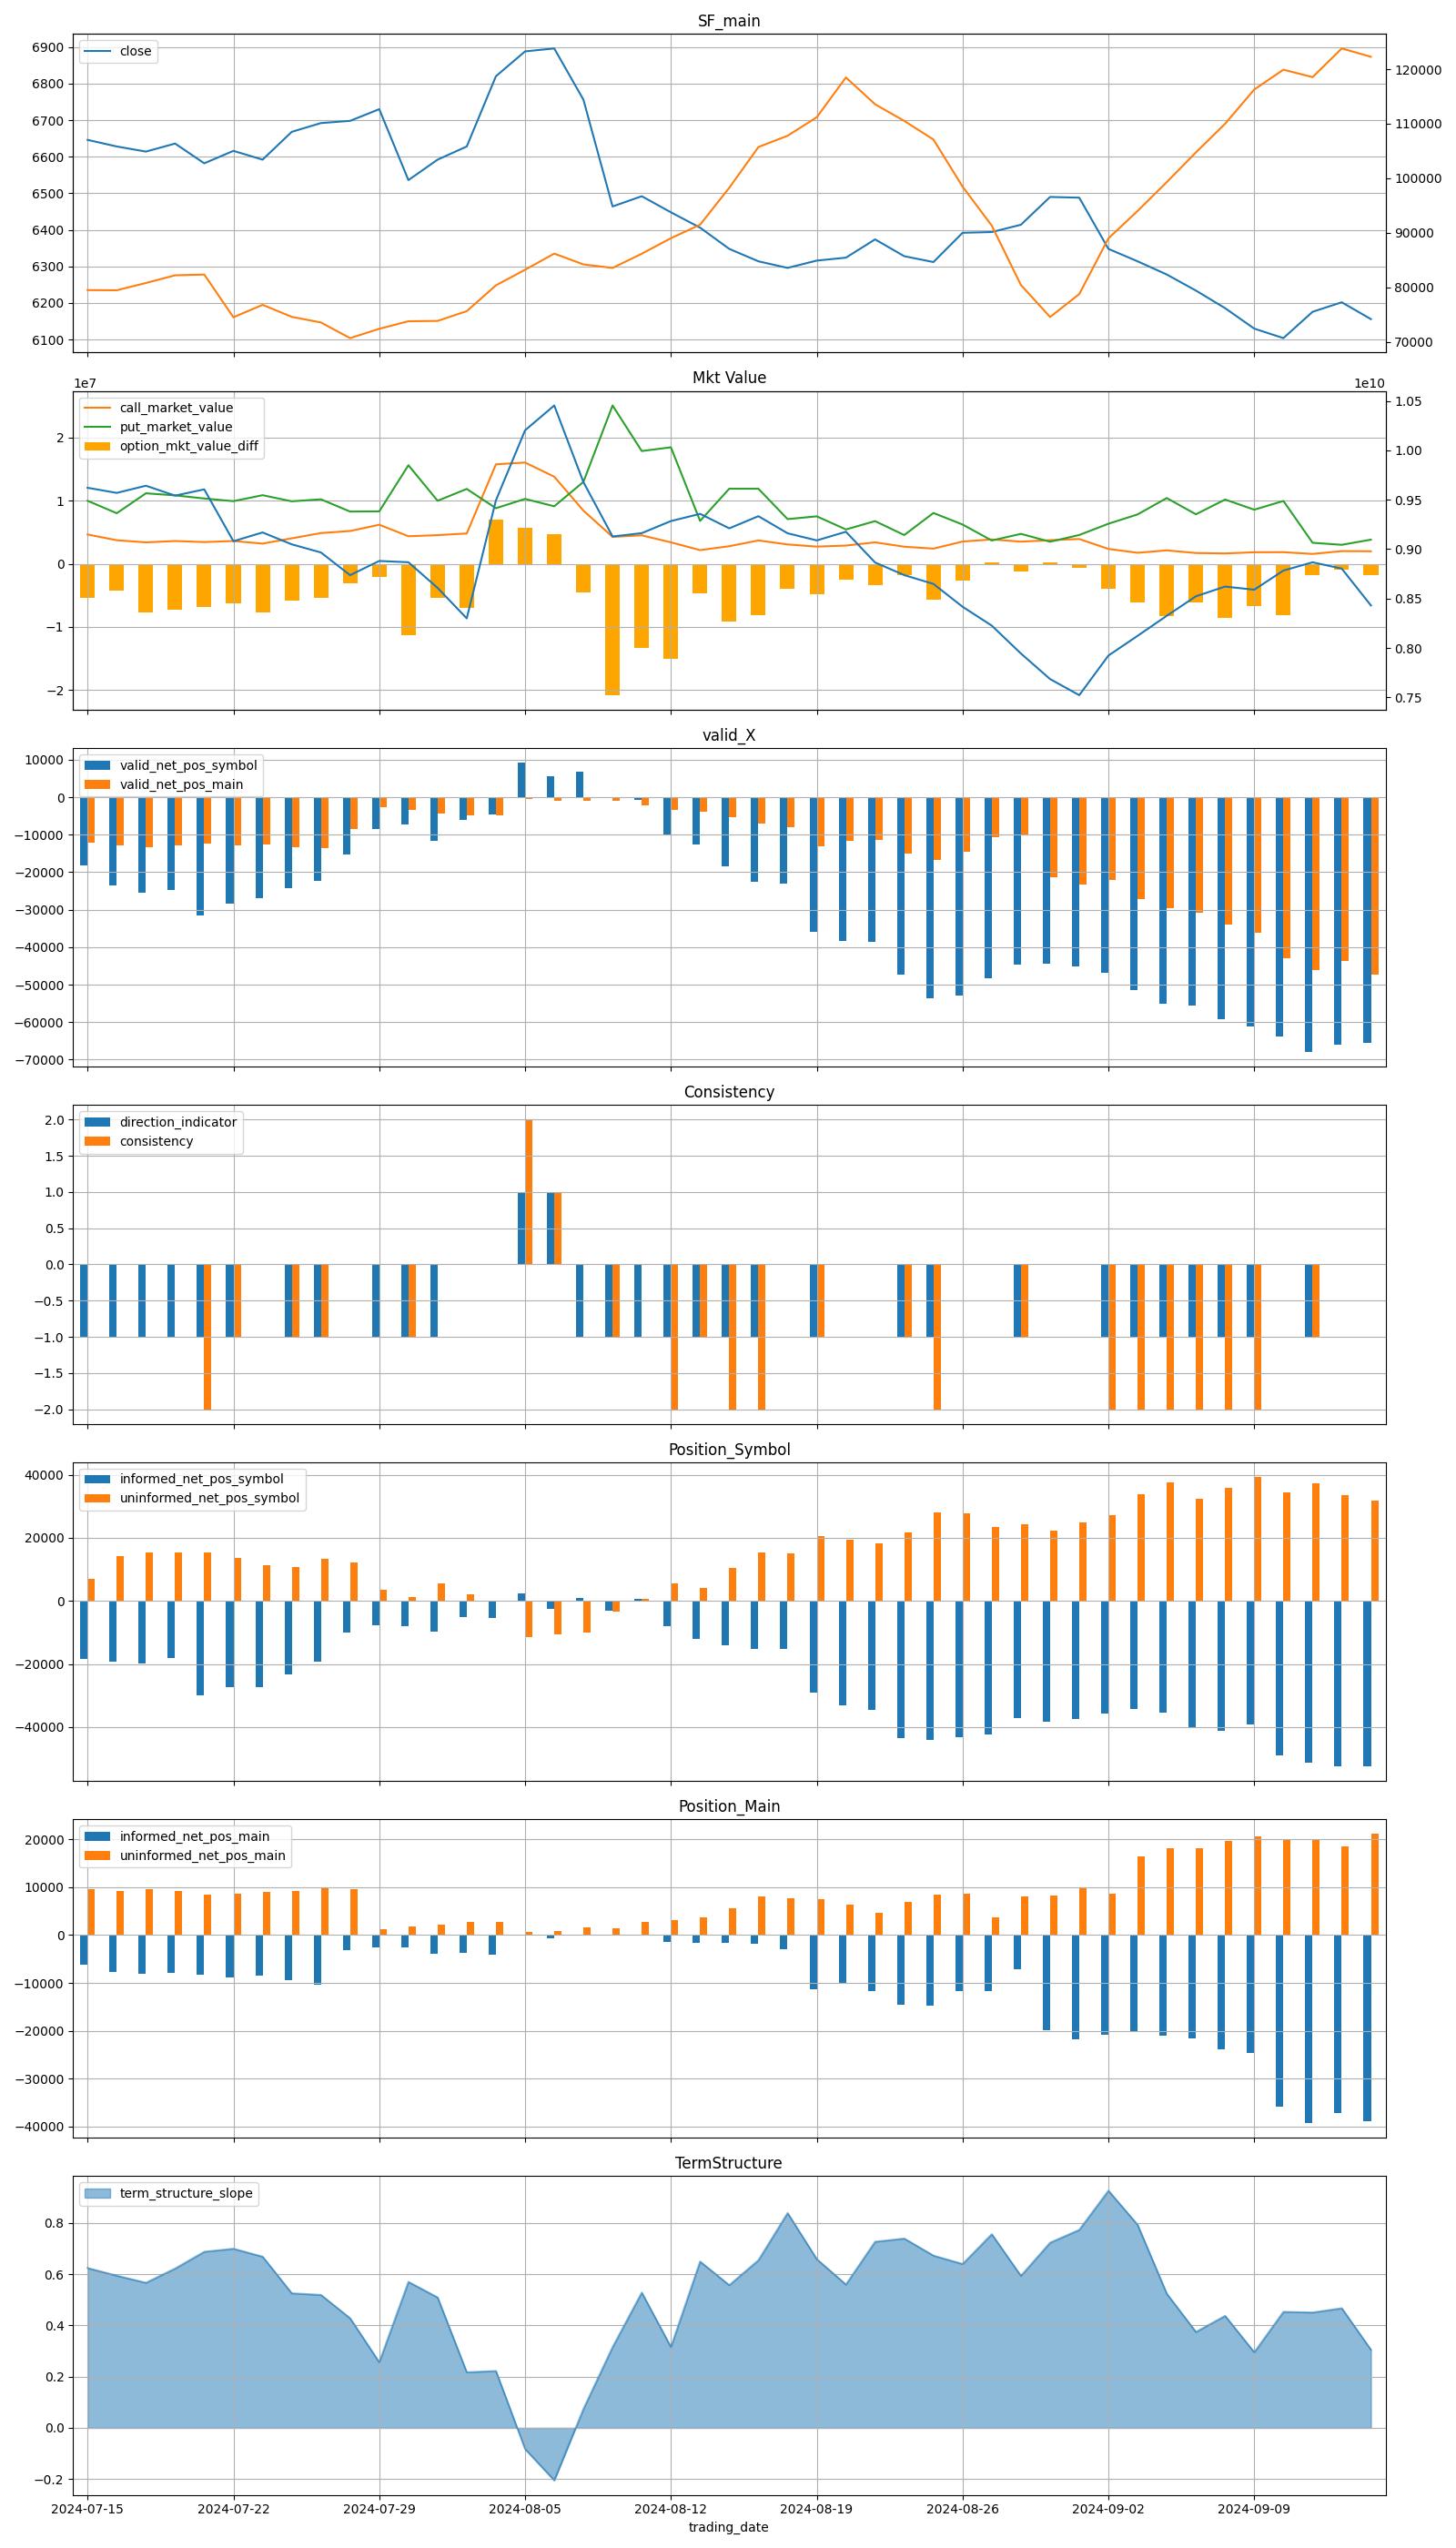 SF_main
close
6900
6800
6700
6600
6500
6400
6300
6200
6100
120000
110000
100000
90000
80000
70000
Mkt Value
1e7
1e10
call_market_value
put_market_value
option_mkt_value_diff
2
1
0
−1
−2
1.05
1.00
0.95
0.90
0.85
0.80
0.75
valid_X
valid_net_pos_symbol
valid_net_pos_main
10000
0
−10000
−20000
−30000
−40000
−50000
−60000
−70000
Consistency
direction_indicator
consistency
2.0
1.5
1.0
0.5
0.0
−0.5
−1.0
−1.5
−2.0
Position_Symbol
informed_net_pos_symbol
uninformed_net_pos_symbol
40000
20000
0
−20000
−40000
Position_Main
informed_net_pos_main
uninformed_net_pos_main
20000
10000
0
−10000
−20000
−30000
−40000
TermStructure
term_structure_slope
0.8
0.6
0.4
0.2
0.0
−0.2
2024-07-15 2024-07-22 2024-07-29 2024-08-05 2024-08-12 2024-08-19 2024-08-26 2024-09-02 2024-09-09
trading_date